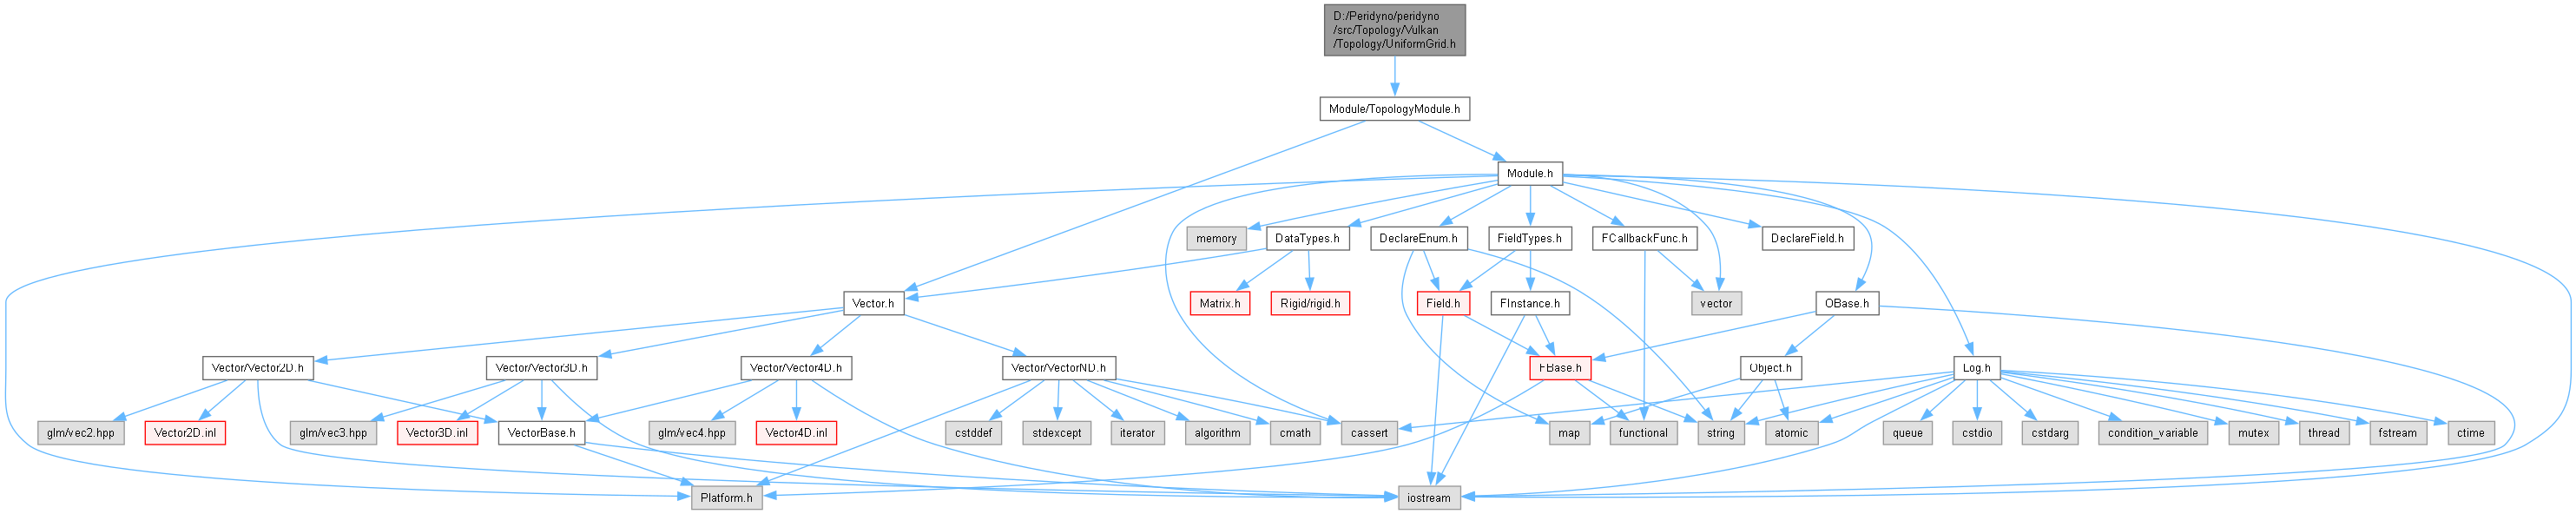 D:/Peridyno/peridyno
/src/Topology/Vulkan
/Topology/UniformGrid.h
Module/TopologyModule.h
Module.h
memory
DataTypes.h
DeclareEnum.h
FieldTypes.h
FCallbackFunc.h
DeclareField.h
Vector.h
Matrix.h
Rigid/rigid.h
Field.h
FInstance.h
vector
OBase.h
Vector/Vector2D.h
Vector/Vector3D.h
Vector/Vector4D.h
Vector/VectorND.h
FBase.h
Object.h
Log.h
glm/vec2.hpp
Vector2D.inl
glm/vec3.hpp
Vector3D.inl
VectorBase.h
glm/vec4.hpp
Vector4D.inl
cstddef
stdexcept
iterator
algorithm
cmath
cassert
map
functional
string
atomic
queue
cstdio
cstdarg
condition_variable
mutex
thread
fstream
ctime
Platform.h
iostream